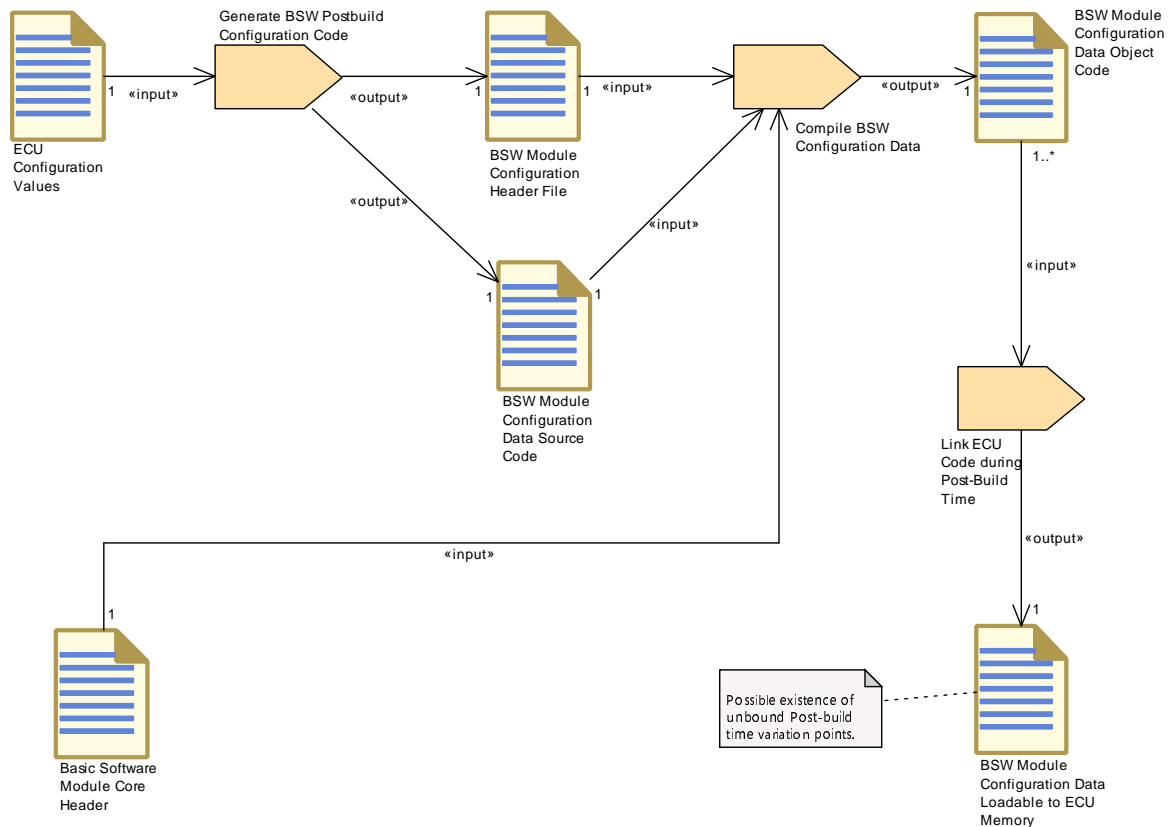 Generate BSW Postbuild
Configuration Code
BSW Module
Configuration
Data Object
Code
1
«input»
«output»
1
1
«input»
«output»
1
Compile BSW
Configuration Data
ECU
Configuration
Values
BSW Module
Configuration
Header File
1..*
«output»
«input»
«input»
1
1
BSW Module
Configuration
Data Source
Code
Link ECU
Code during
Post-Build
Time
«output»
«input»
1
1
Possible existence of
unbound Post-build
time variation points.
Basic Software
Module Core
Header
BSW Module
Configuration Data
Loadable to ECU
Memory